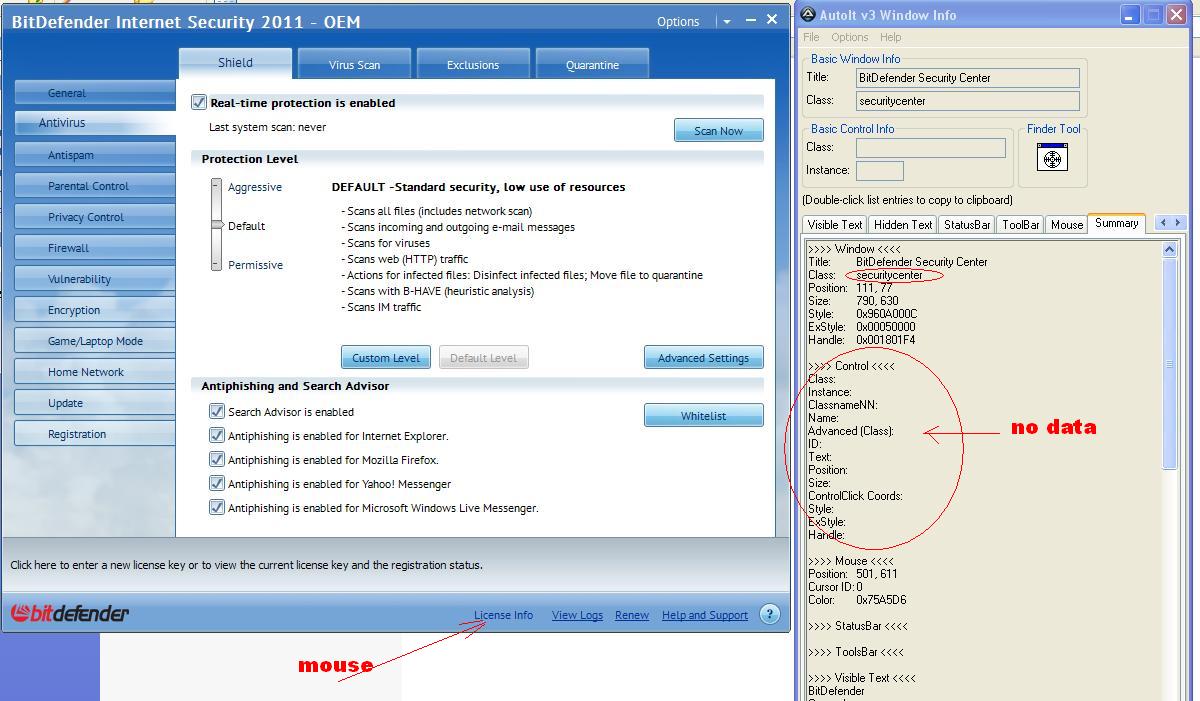 BitDefender Internet Security 2011 - OEM
Options
Shield
Virus Scan
Exclusions
Quarantine
General
Antivirus
Antispam
Parental Control
Privacy Control
Firewall
Vulnerability
Encryption
Game/Laptop Mode
Home Network
Update
Registration
Real-time protection is enabled
Last system scan: never
Scan Now
Protection Level
Aggressive
Default
Permissive
DEFAULT -Standard security, low use of resources
- Scans all files (includes network scan)
- Scans incoming and outgoing e-mail messages
- Scans for viruses
- Scans web (HTTP) traffic
- Actions for infected files: Disinfect infected files; Move file to quarantine
- Scans with B-HAVE (heuristic analysis)
- Scans IM traffic
Custom Level
Default Level
Advanced Settings
Antiphishing and Search Advisor
Search Advisor is enabled
Whitelist
Antiphishing is enabled for Internet Explorer.
Antiphishing is enabled for Mozilla Firefox.
Antiphishing is enabled for Yahoo! Messenger
Antiphishing is enabled for Microsoft Windows Live Messenger.
Click here to enter a new license key or to view the current license key and the registration status.
bitdefender
License Info
View Logs
Renew
Help and Support
?
mouse
AutoIt v3 Window Info
File Options Help
Basic Window Info
Title: BitDefender Security Center
Class: securitycenter
Basic Control Info
Class:
Instance:
Finder Tool
(Double-click list entries to copy to clipboard)
Visible Text
Hidden Text
StatusBar
ToolBar
Mouse
Summary
>>>> Window <<<<
Title: BitDefender Security Center
Class: securitycenter
Position: 111, 77
Size: 790, 630
Style: 0x960A000C
ExStyle: 0x00050000
Handle: 0x001801F4
>>>> Control <<<<
Class:
Instance:
ClassnameNN:
Name:
Advanced (Class):
ID:
Text:
Position:
Size:
ControlClick Coords:
Style:
ExStyle:
Handle:
no data
>>>> Mouse <<<<
Position: 501, 611
Cursor ID: 0
Color: 0x75A5D6
>>>> StatusBar <<<<
>>>> ToolsBar <<<<
>>>> Visible Text <<<<
BitDefender